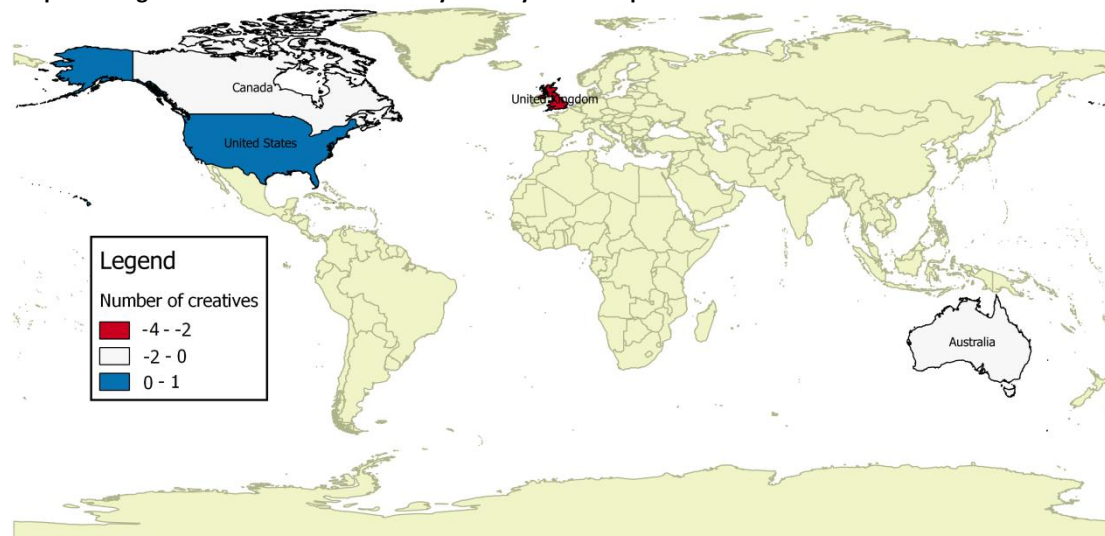 Canada
United Kingdom
United States
Legend
Number of creatives
-4 - -2
-2 - 0
0 - 1
Australia